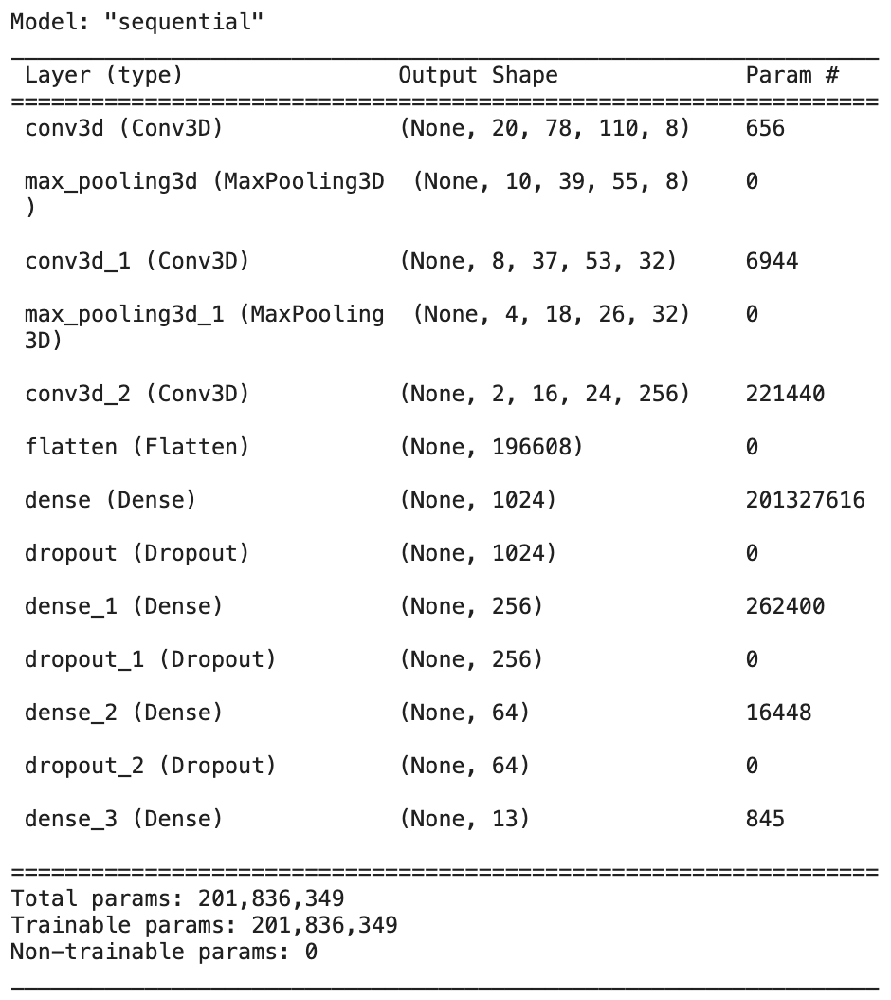 Model: "sequential"
Layer (type) Output Shape Param #
conv3d (Conv3D) (None, 20, 78, 110, 8) 656
max_pooling3d (MaxPooling3D (None, 10, 39, 55, 8) 0
)
conv3d_1 (Conv3D) (None, 8, 37, 53, 32) 6944
max_pooling3d_1 (MaxPooling (None, 4, 18, 26, 32) 0
3D)
conv3d_2 (Conv3D) (None, 2, 16, 24, 256) 221440
flatten (Flatten) (None, 196608) 0
dense (Dense) (None, 1024) 201327616
dropout (Dropout) (None, 1024) 0
dense_1 (Dense) (None, 256) 262400
dropout_1 (Dropout) (None, 256) 0
dense_2 (Dense) (None, 64) 16448
dropout_2 (Dropout) (None, 64) 0
dense_3 (Dense) (None, 13) 845
Total params: 201,836,349
Trainable params: 201,836,349
Non-trainable params: 0